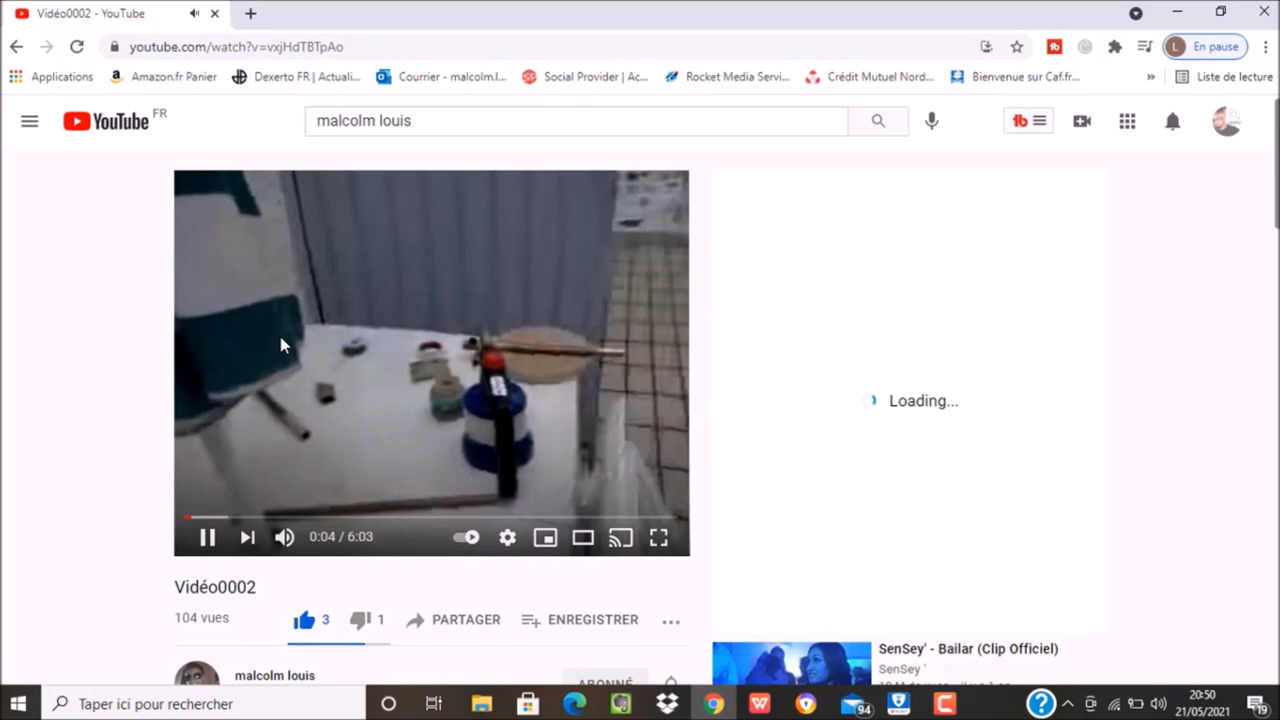 Vidéo0002 - YouTube
youtube.com/watch?v=vxjHdTBTpAo
En pause
Applications
Amazon.fr Panier
Dexerto FR | Actuali...
Courrier - malcolm.l...
Social Provider | Ac...
Rocket Media Servi...
Crédit Mutuel Nord...
Bienvenue sur Caf.fr...
»
Liste de lecture
YouTube FR
malcolm louis
Loading...
0:04 / 6:03
Vidéo0002
104 vues
3
1
PARTAGER
ENREGISTRER
malcolm louis
ABONNÉ
SenSey' - Bailar (Clip Officiel)
SenSey '
Taper ici pour rechercher
94
20:50
21/05/2021
19